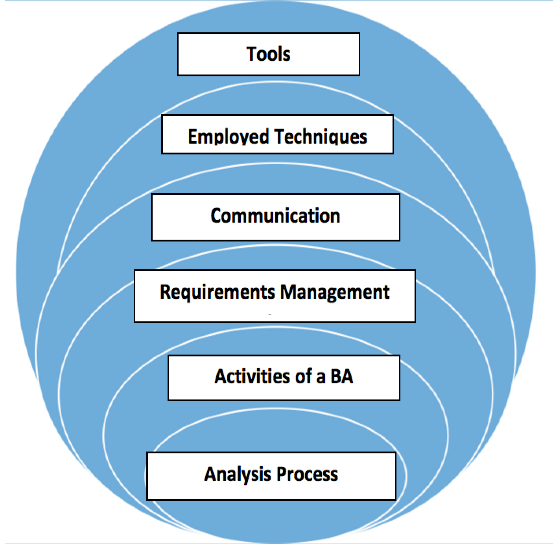 Tools
Employed Techniques
Communication
Requirements Management
Activities of a BA
Analysis Process